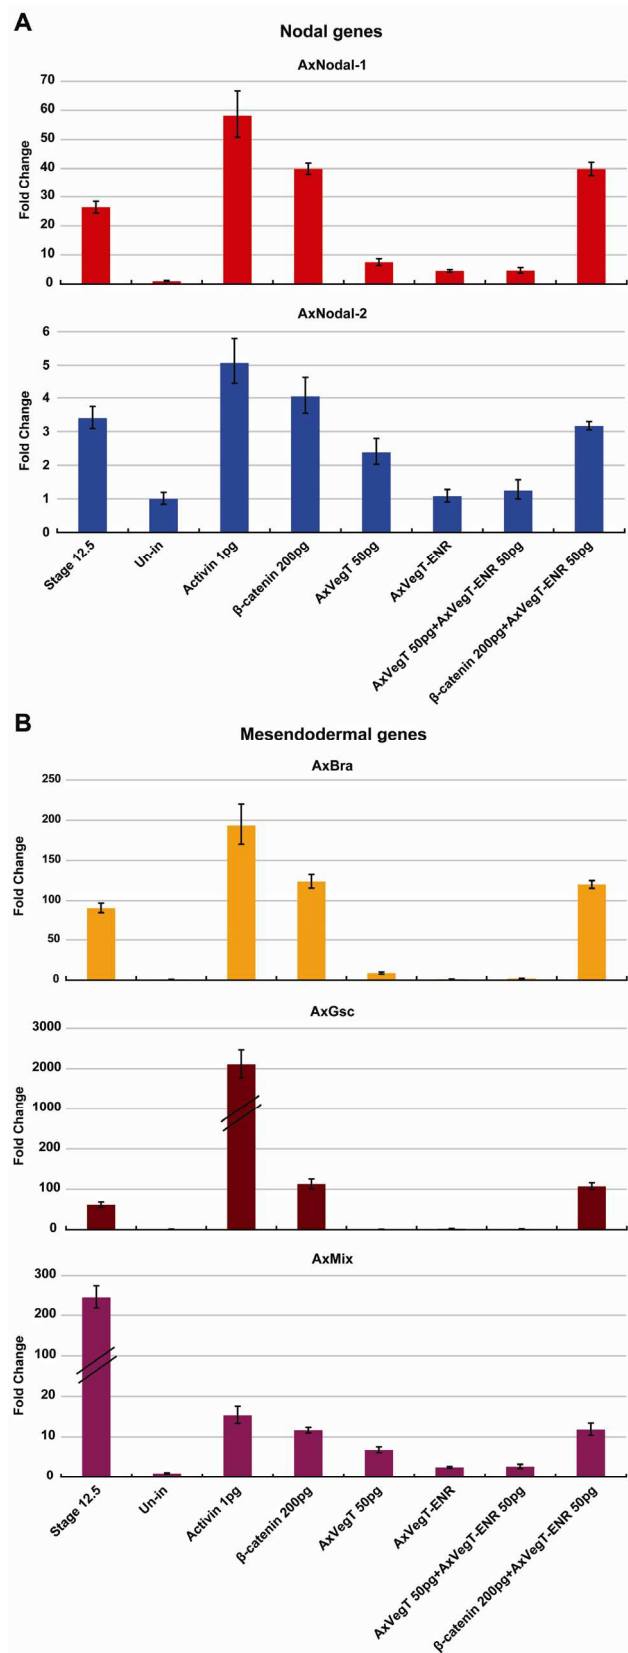 A
Nodal genes
AxNodal-1
Fold Change
70
60
50
40
30
20
10
0
AxNodal-2
Fold Change
6
5
4
3
2
1
0
Stage 12.5
Un-in
Activin 1pg
β-catenin 200pg
AxVegT 50pg
AxVegT-ENR
AxVegT 50pg+AxVegT-ENR 50pg
β-catenin 200pg+AxVegT-ENR 50pg
B
Mesendodermal genes
AxBra
Fold Change
250
200
150
100
50
0
AxGsc
Fold Change
3000
2000
1000
200
100
0
AxMix
Fold Change
300
200
100
20
10
0
Stage 12.5
Un-in
Activin 1pg
β-catenin 200pg
AxVegT 50pg
AxVegT-ENR
AxVegT 50pg+AxVegT-ENR 50pg
β-catenin 200pg+AxVegT-ENR 50pg